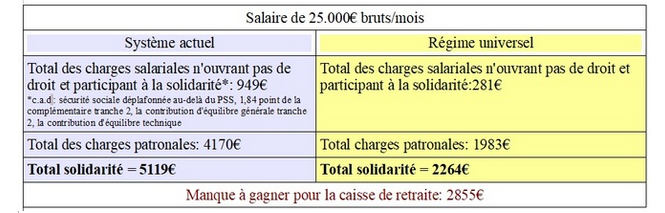 Salaire de 25.000€ bruts/mois
Système actuel
Régime universel
Total des charges salariales n'ouvrant pas de
droit et participant à la solidarité*: 949€
*c.a.d: sécurité sociale déplafonnée au-delà du PSS, 1,84 point de la
complémentaire tranche 2, la contribution d'équilibre générale tranche
2, la contribution d'équilibre technique
Total des charges salariales n'ouvrant pas de droit et
participant à la solidarité:281€
Total des charges patronales: 4170€
Total charges patronales: 1983€
Total solidarité = 5119€
Total solidarité = 2264€
Manque à gagner pour la caisse de retraite: 2855€